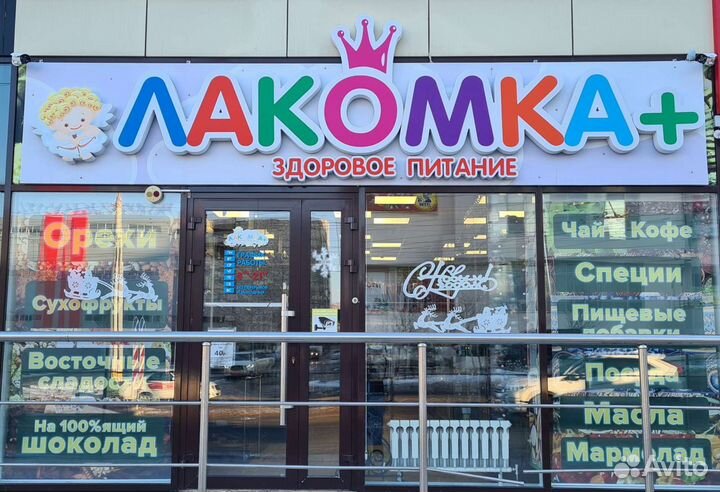 ЛАКОМКА+
ЗДОРОВОЕ ПИТАНИЕ
Орехи
Сухофрукты
Восточные
сладости
На 100%ящий
шоколад
Чай и Кофе
Специи
Пищевые
добавки
Посуда
Масла
Мармелад
Avito